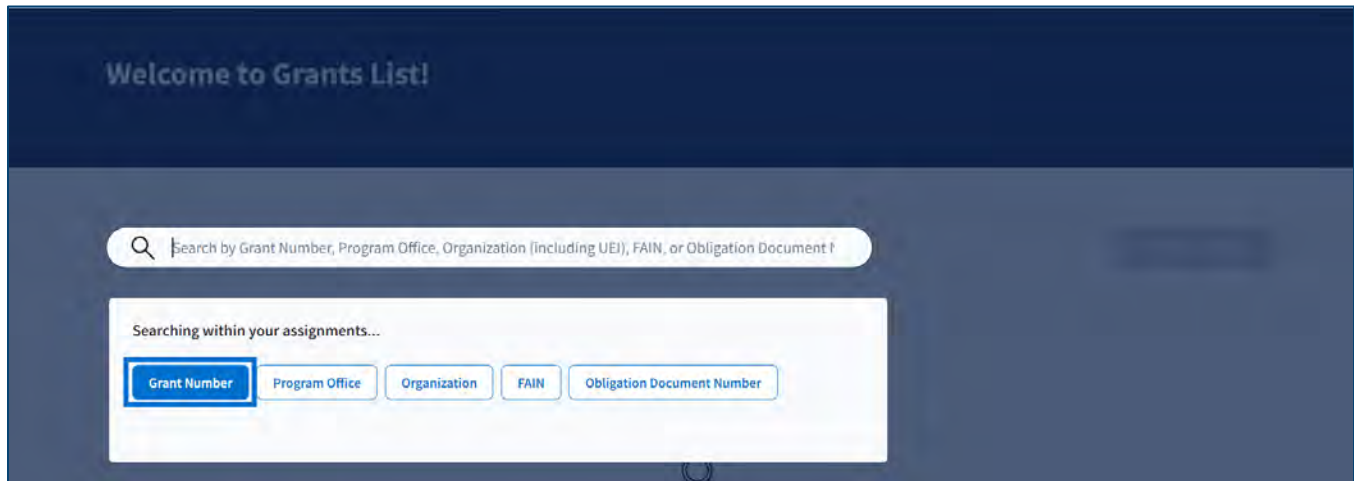 Welcome to Grants List!
Search by Grant Number, Program Office, Organization (including UEI), FAIN, or Obligation Document
Searching within your assignments...
Grant Number Program Office Organization FAIN Obligation Document Number